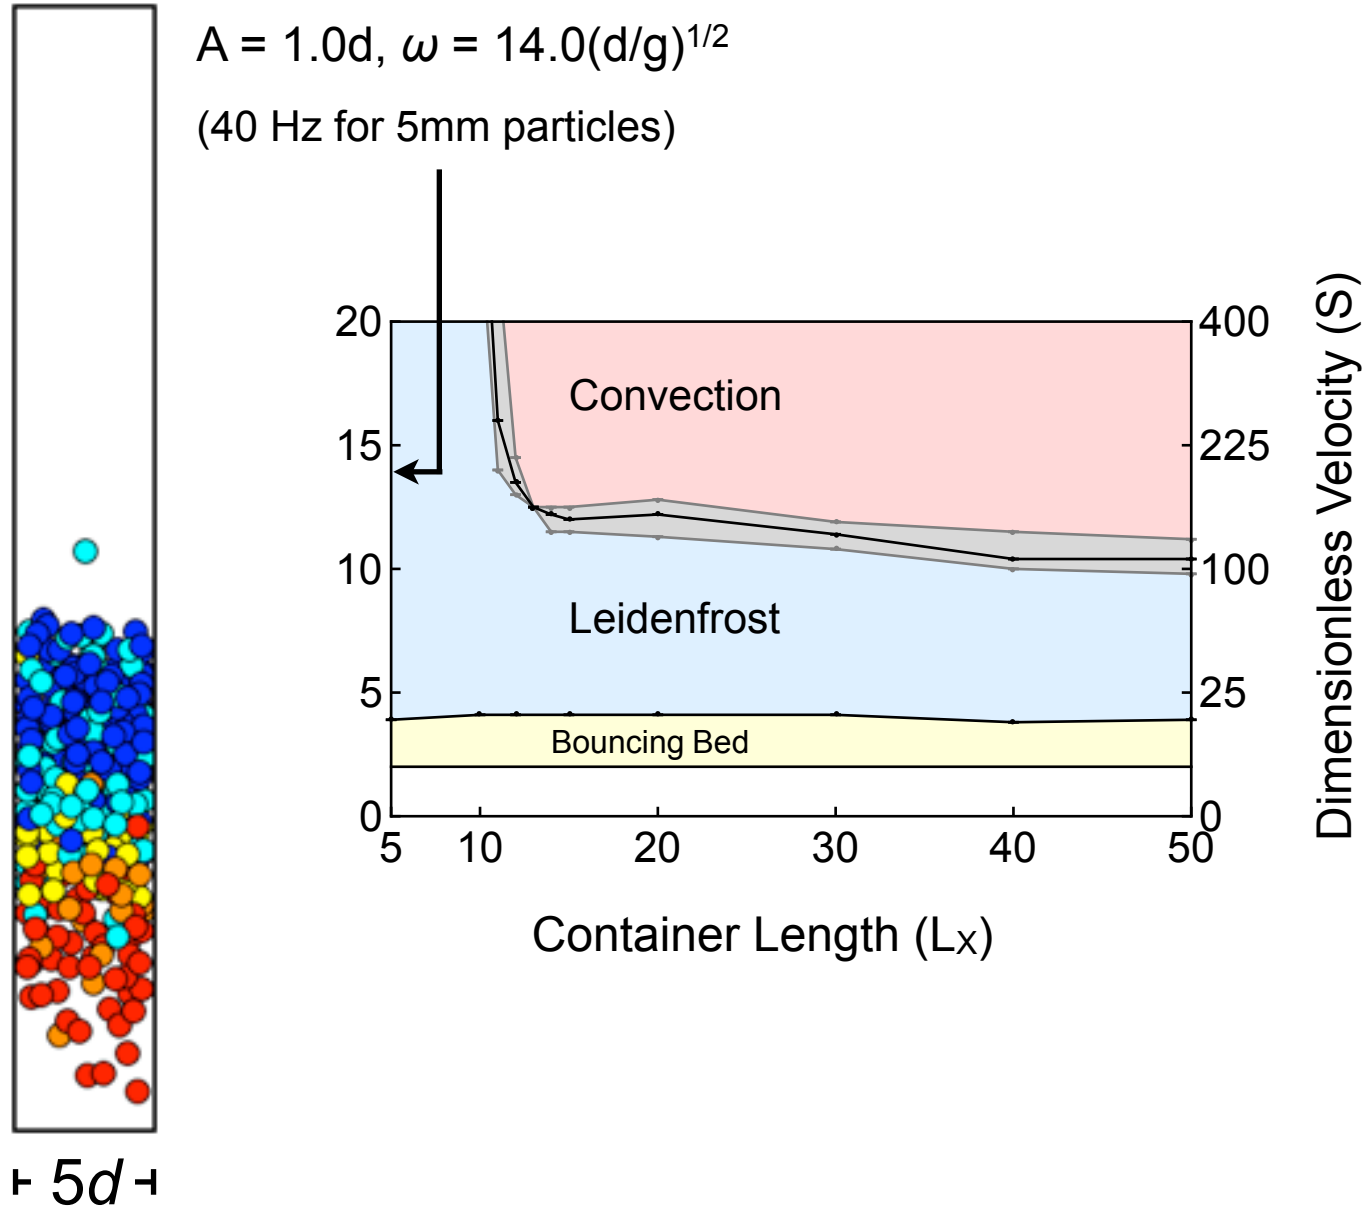 A = 1.0d, ω = 14.0(d/g)1/2
(40 Hz for 5mm particles)
20
15
10
5
0
400
225
100
25
0
Convection
Leidenfrost
Bouncing Bed
5 10 20 30 40 50
Container Length (Lx)
Dimensionless Velocity (S)
5d